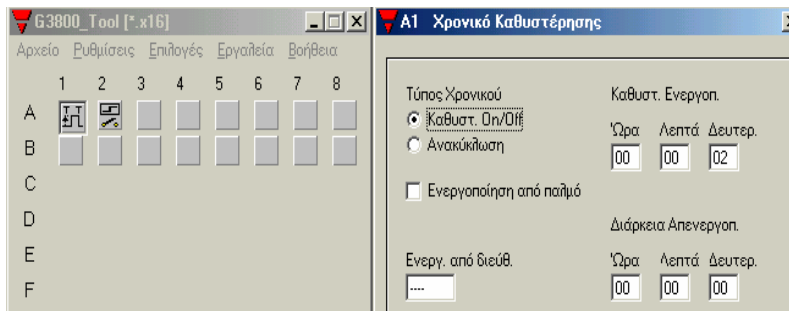 G3800_Tool [*.x16]
Αρχείο Ρυθμίσεις Επιλογές Εργαλεία Βοήθεια
1 2 3 4 5 6 7 8
A
B
C
D
E
F
A1 Χρονικό Καθυστέρησης
Τύπος Χρονικού
Καθυστ. On/Off
Ανακύκλωση
Ενεργοποίηση από παλμό
Ενεργ. από διεύθ.
----
Καθυστ. Ενεργοπ.
Ώρα Λεπτά Δευτερ.
00 00 02
Διάρκεια Απενεργοπ.
Ώρα Λεπτά Δευτερ.
00 00 00